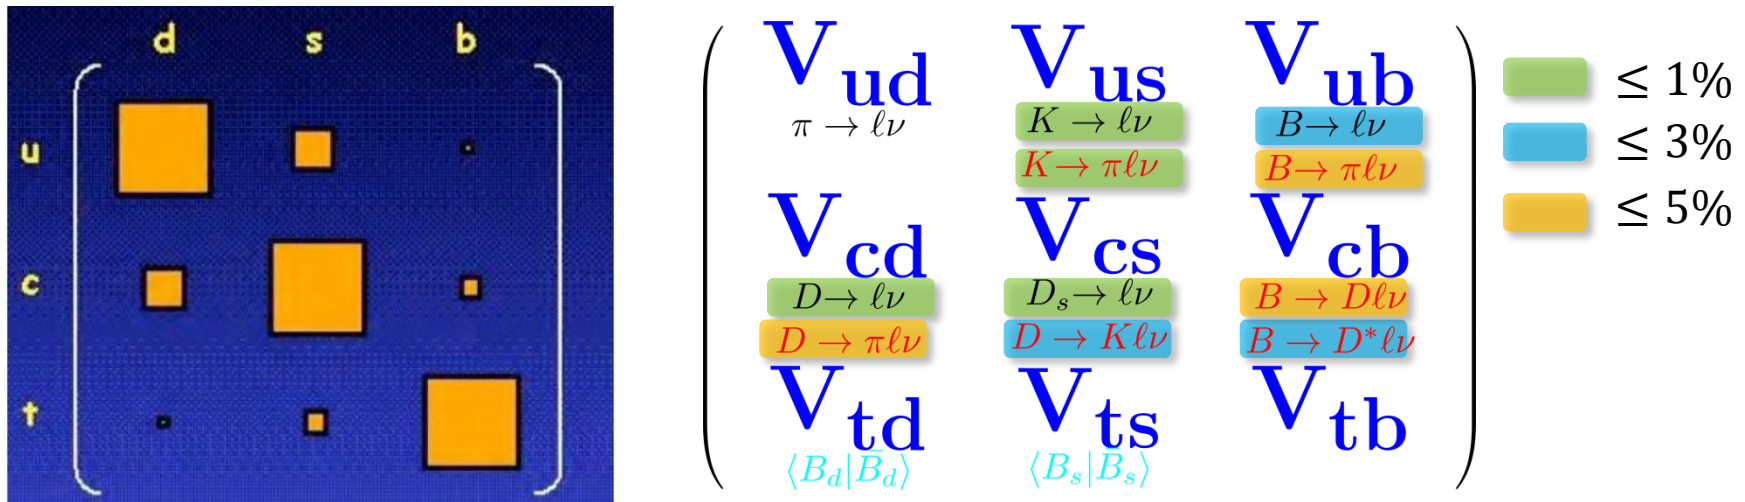 d s b
u
c
t
V_ud V_us V_ub
π → ℓν K → ℓν B → ℓν
K → πℓν B → πℓν
V_cd V_cs V_cb
D → ℓν D_s → ℓν B → Dℓν
D → πℓν D → Kℓν B → D*ℓν
V_td V_ts V_tb
⟨B_d|B̄_d⟩ ⟨B_s|B̄_s⟩
≤ 1%
≤ 3%
≤ 5%